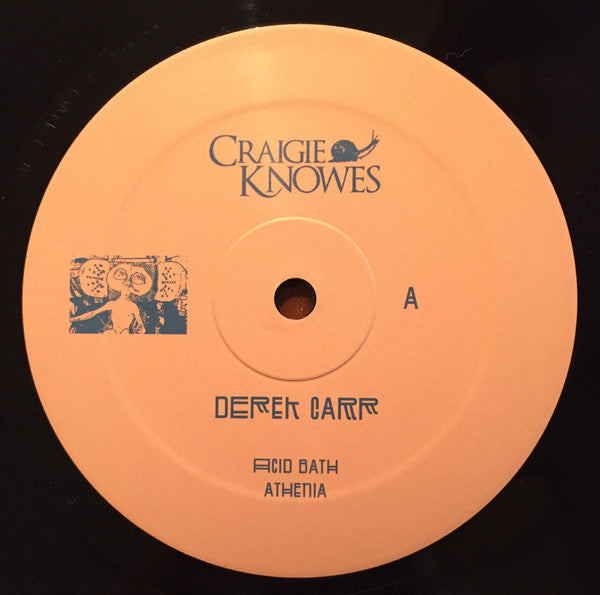 CRAIGIE
KNOWES
A
DEREK CARR
ACID BATH
ATHENIA